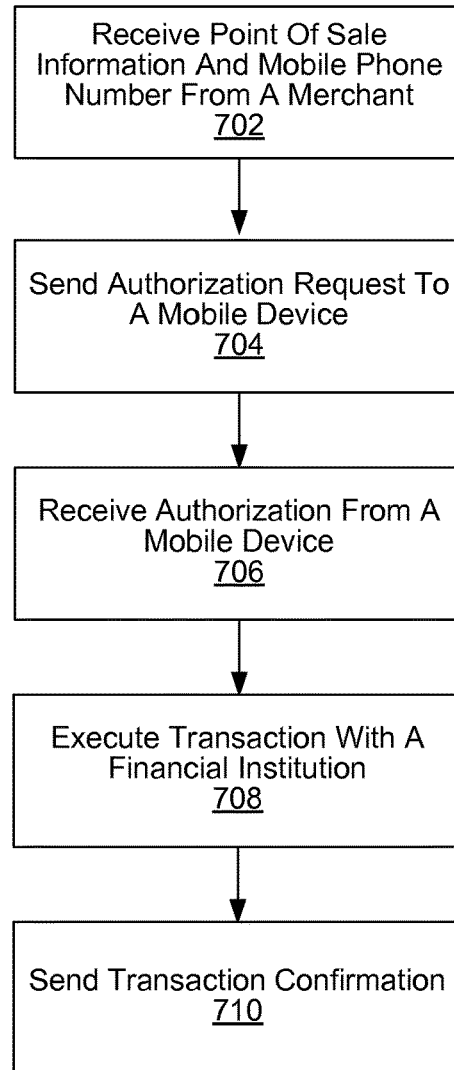 Receive Point Of Sale
Information And Mobile Phone
Number From A Merchant
702
Send Authorization Request To
A Mobile Device
704
Receive Authorization From A
Mobile Device
706
Execute Transaction With A
Financial Institution
708
Send Transaction Confirmation
710